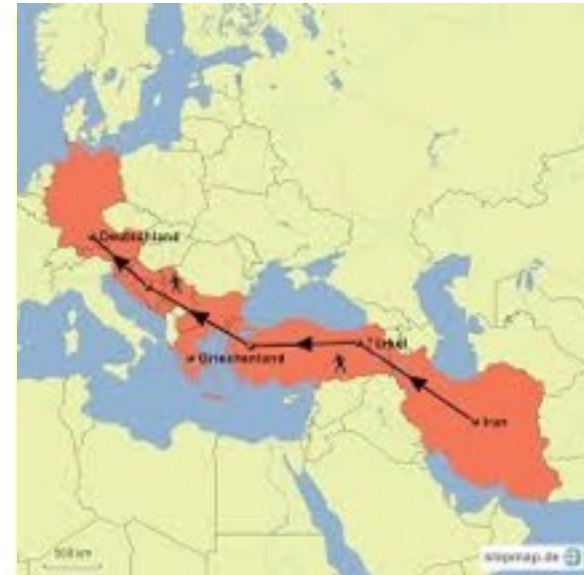 Deutschland
Türkei
Griechenland
Iran
500 km
stepmap.de